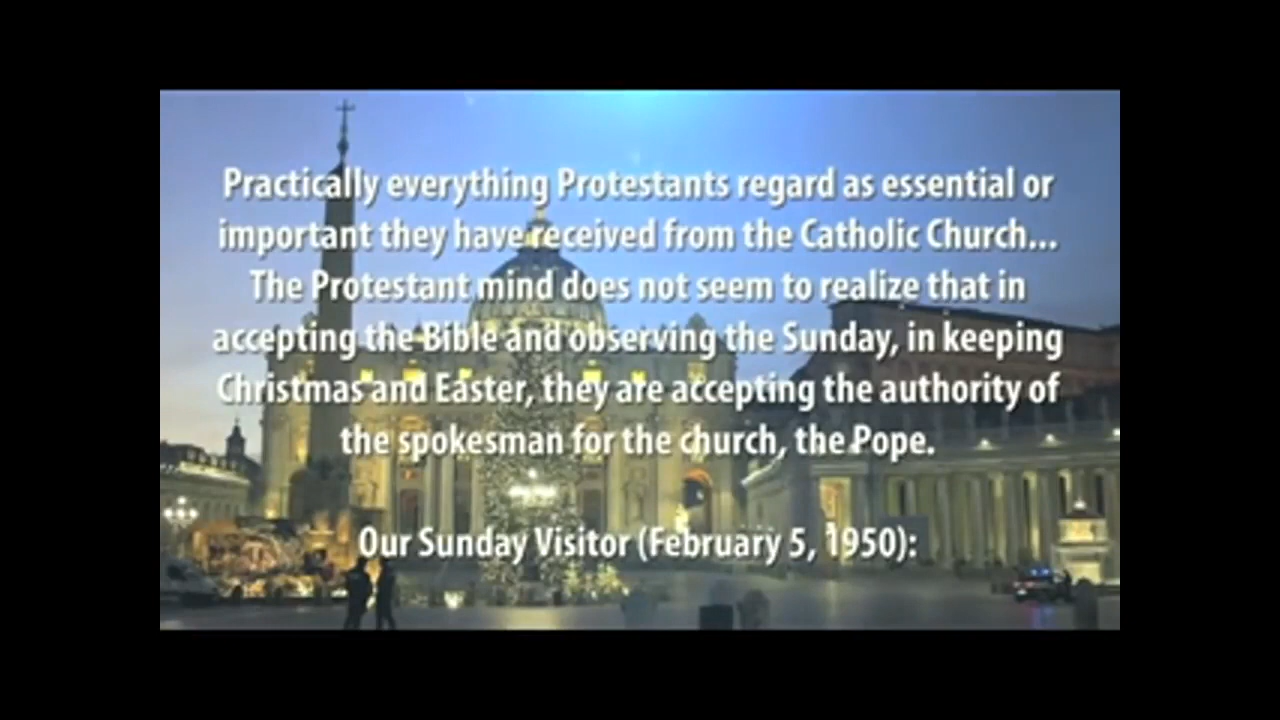 Practically everything Protestants regard as essential or
important they have received from the Catholic Church...
The Protestant mind does not seem to realize that in
accepting the Bible and observing the Sunday, in keeping
Christmas and Easter, they are accepting the authority of
the spokesman for the church, the Pope.
Our Sunday Visitor (February 5, 1950):